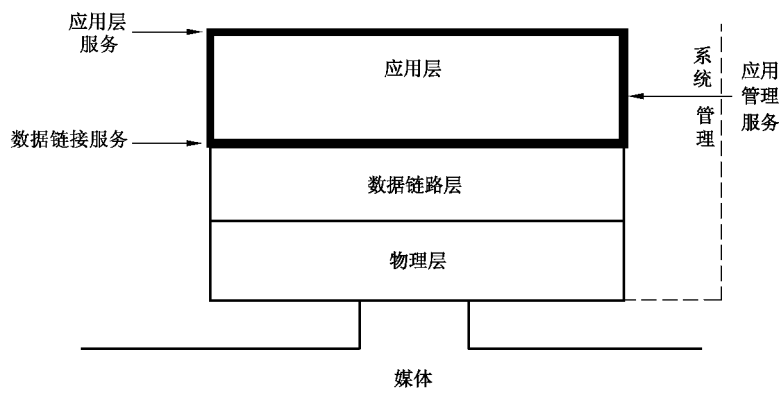 应用层
服务
应用层
系统
管理
应用
管理
服务
数据链接服务
数据链路层
物理层
媒体